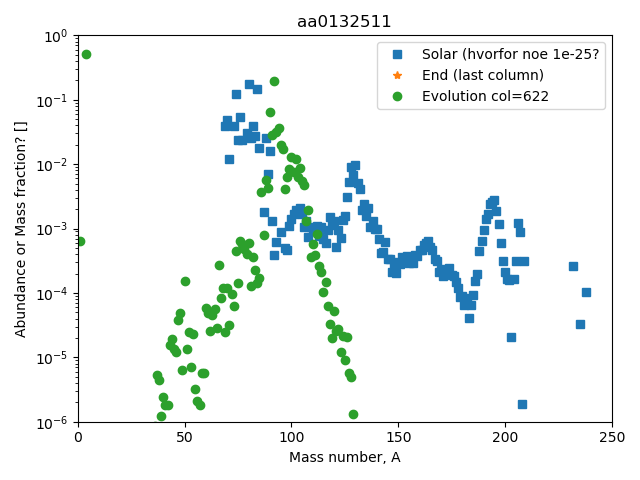 aa0132511
Solar (hvorfor noe 1e-25?
End (last column)
Evolution col=622
Abundance or Mass fraction? []
10⁰
10⁻¹
10⁻²
10⁻³
10⁻⁴
10⁻⁵
10⁻⁶
0 50 100 150 200 250
Mass number, A